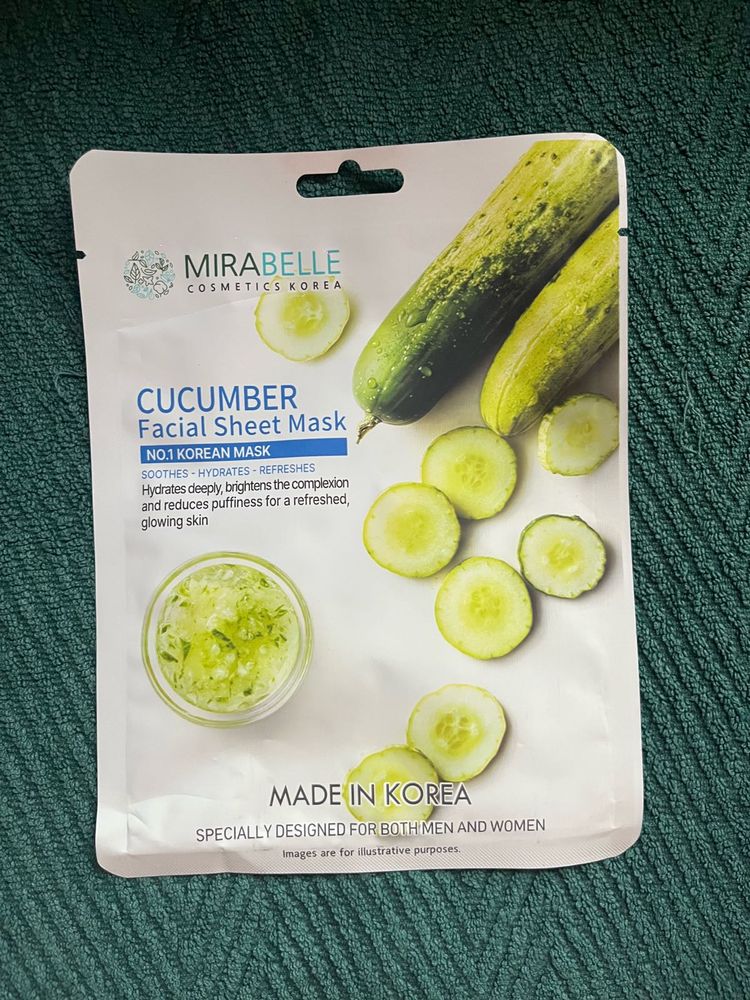 MIRABELLE
COSMETICS KOREA
CUCUMBER
Facial Sheet Mask
NO.1 KOREAN MASK
SOOTHES - HYDRATES - REFRESHES
Hydrates deeply, brightens the complexion
and reduces puffiness for a refreshed,
glowing skin
MADE IN KOREA
SPECIALLY DESIGNED FOR BOTH MEN AND WOMEN
Images are for illustrative purposes.